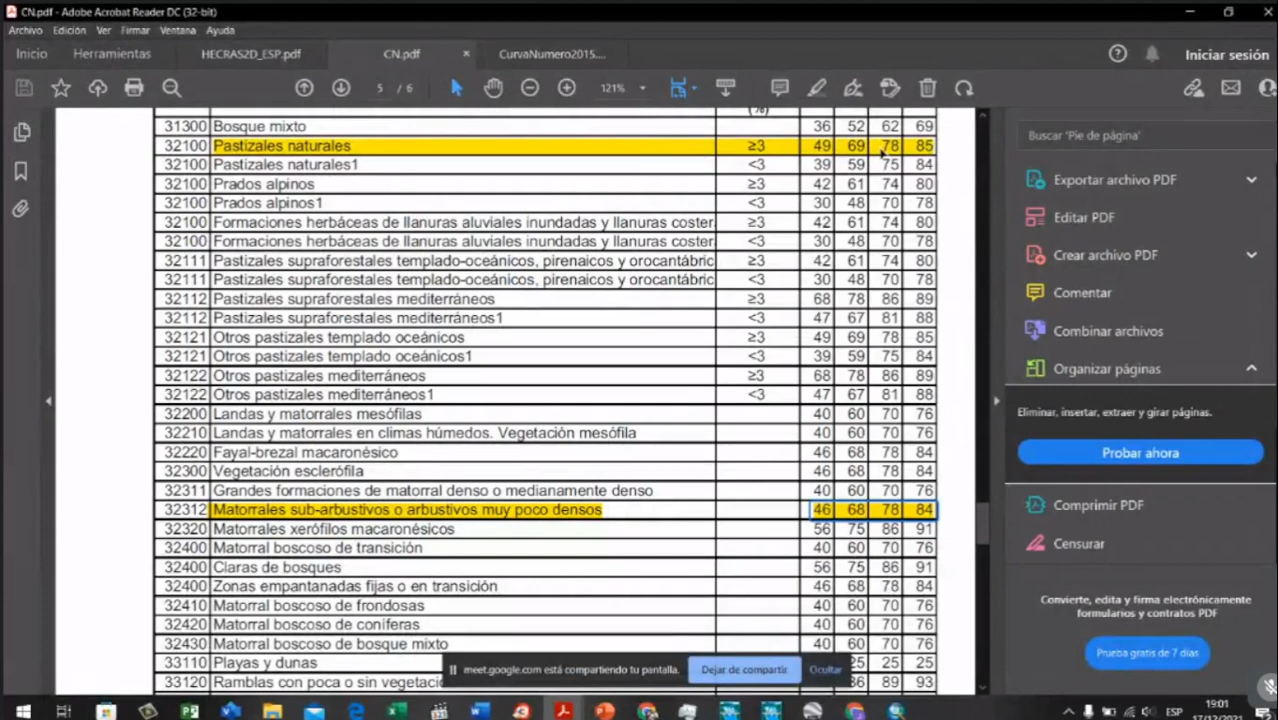 CN.pdf - Adobe Acrobat Reader DC (32-bit)
Archivo Edición Ver Firmar Ventana Ayuda
Inicio Herramientas HECRAS2D_ESP.pdf CN.pdf × CurvaNumero2015.... Iniciar sesión
5 / 6 121%
(%)
31300 Bosque mixto 36 52 62 69
32100 Pastizales naturales ≥3 49 69 78 85
32100 Pastizales naturales1 <3 39 59 75 84
32100 Prados alpinos ≥3 42 61 74 80
32100 Prados alpinos1 <3 30 48 70 78
32100 Formaciones herbáceas de llanuras aluviales inundadas y llanuras coster. ≥3 42 61 74 80
32100 Formaciones herbáceas de llanuras aluviales inundadas y llanuras coster. <3 30 48 70 78
32111 Pastizales supraforestales templado-oceánicos, pirenaicos y orocantábric ≥3 42 61 74 80
32111 Pastizales supraforestales templado-oceánicos, pirenaicos y orocantábric <3 30 48 70 78
32112 Pastizales supraforestales mediterráneos ≥3 68 78 86 89
32112 Pastizales supraforestales mediterráneos1 <3 47 67 81 88
32121 Otros pastizales templado oceánicos ≥3 49 69 78 85
32121 Otros pastizales templado oceánicos1 <3 39 59 75 84
32122 Otros pastizales mediterráneos ≥3 68 78 86 89
32122 Otros pastizales mediterráneos1 <3 47 67 81 88
32200 Landas y matorrales mesófilas 40 60 70 76
32210 Landas y matorrales en climas húmedos. Vegetación mesófila 40 60 70 76
32220 Fayal-brezal macaronésico 46 68 78 84
32300 Vegetación esclerófila 46 68 78 84
32311 Grandes formaciones de matorral denso o medianamente denso 40 60 70 76
32312 Matorrales sub-arbustivos o arbustivos muy poco densos 46 68 78 84
32320 Matorrales xerófilos macaronésicos 56 75 86 91
32400 Matorral boscoso de transición 40 60 70 76
32400 Claras de bosques 56 75 86 91
32400 Zonas empantanadas fijas o en transición 46 68 78 84
32410 Matorral boscoso de frondosas 40 60 70 76
32420 Matorral boscoso de coníferas 40 60 70 76
32430 Matorral boscoso de bosque mixto 40 60 70 76
33110 Playas y dunas 25 25 25
33120 Ramblas con poca o sin vegetac 89 93
meet.google.com está compartiendo tu pantalla. Dejar de compartir Ocultar
Buscar 'Pie de página'
Exportar archivo PDF
Editar PDF
Crear archivo PDF
Comentar
Combinar archivos
Organizar páginas
Eliminar, insertar, extraer y girar páginas.
Probar ahora
Comprimir PDF
Censurar
Convierte, edita y firma electrónicamente
formularios y contratos PDF
Prueba gratis de 7 días
ESP
19:01
17/12/2021